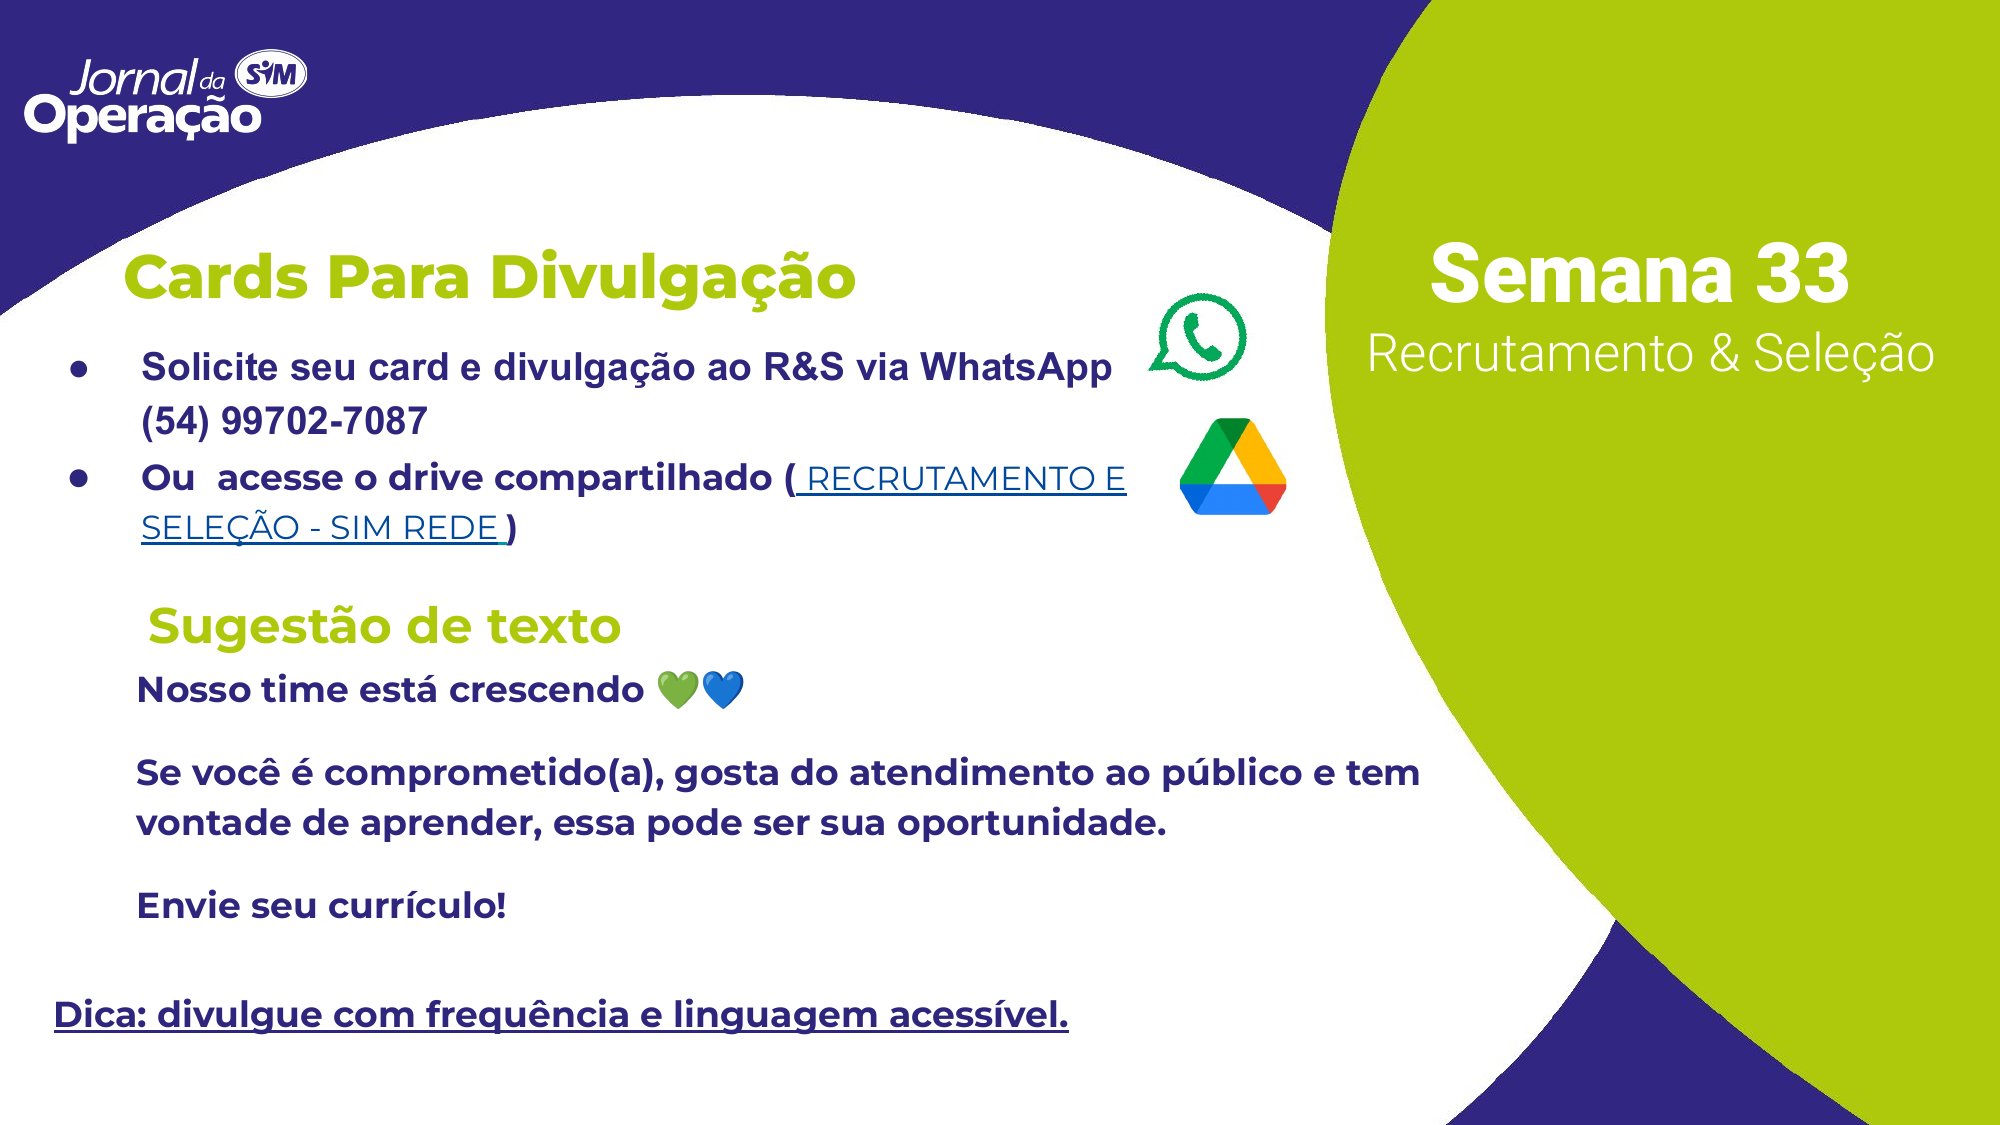 Jornal da SIM
Operação
Semana 33
Recrutamento & Seleção
Cards Para Divulgação
● Solicite seu card e divulgação ao R&S via WhatsApp
(54) 99702-7087
● Ou  acesse o drive compartilhado ( RECRUTAMENTO E
SELEÇÃO - SIM REDE )
Sugestão de texto
Nosso time está crescendo 💚💙
Se você é comprometido(a), gosta do atendimento ao público e tem
vontade de aprender, essa pode ser sua oportunidade.
Envie seu currículo!
Dica: divulgue com frequência e linguagem acessível.